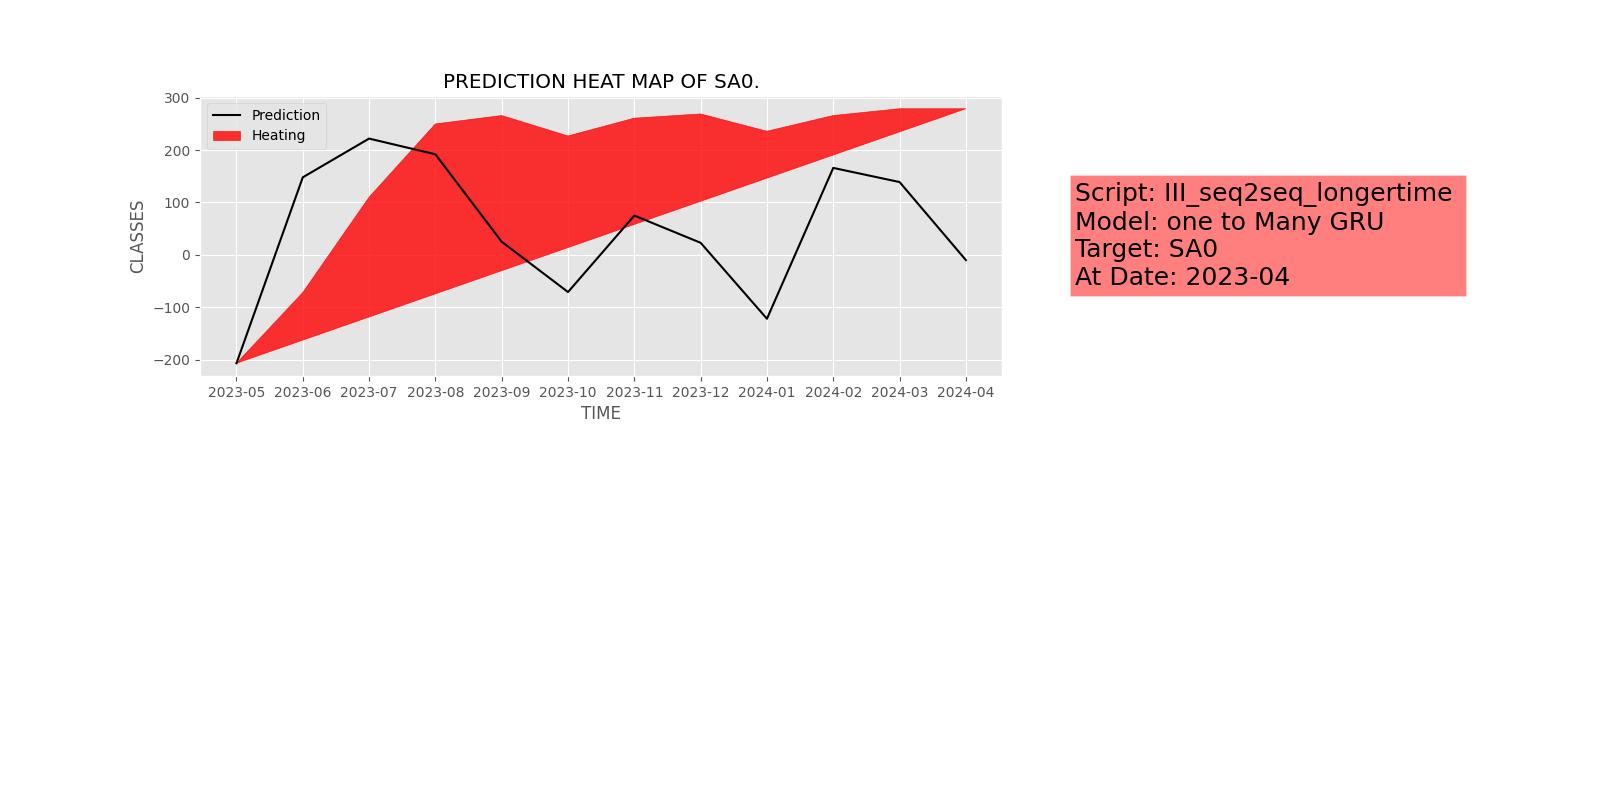 PREDICTION HEAT MAP OF SA0.
300
200
100
0
−100
−200
CLASSES
Prediction
Heating
2023-05 2023-06 2023-07 2023-08 2023-09 2023-10 2023-11 2023-12 2024-01 2024-02 2024-03 2024-04
TIME
Script: III_seq2seq_longertime
Model: one to Many GRU
Target: SA0
At Date: 2023-04